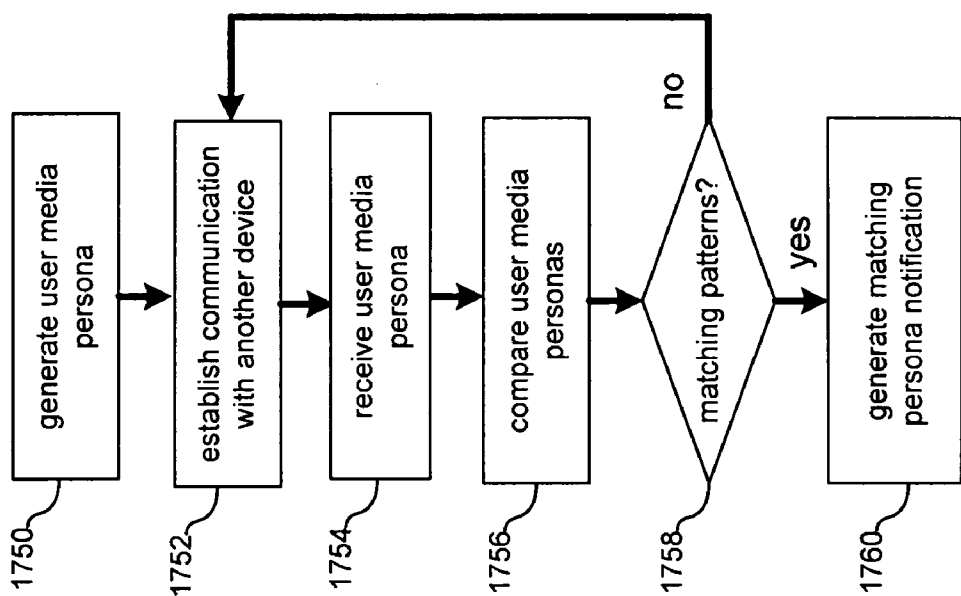 1750
generate user media
persona
1752
establish communication
with another device
1754
receive user media
persona
1756
compare user media
personas
1758
matching patterns?
no
yes
1760
generate matching
persona notification